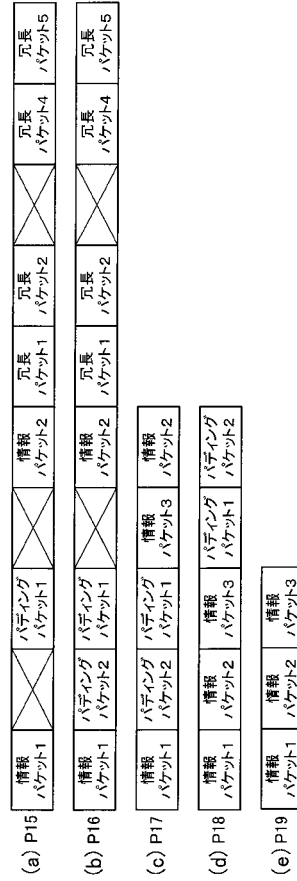 (a) P15
情報
パケット1
パディング
パケット1
情報
パケット2
冗長
パケット1
冗長
パケット2
冗長
パケット4
冗長
パケット5
(b) P16
情報
パケット1
パディング
パケット2
パディング
パケット1
情報
パケット2
冗長
パケット1
冗長
パケット2
冗長
パケット4
冗長
パケット5
(c) P17
情報
パケット1
パディング
パケット2
パディング
パケット1
情報
パケット3
情報
パケット2
(d) P18
情報
パケット1
情報
パケット2
情報
パケット3
パディング
パケット1
パディング
パケット2
(e) P19
情報
パケット1
情報
パケット2
情報
パケット3